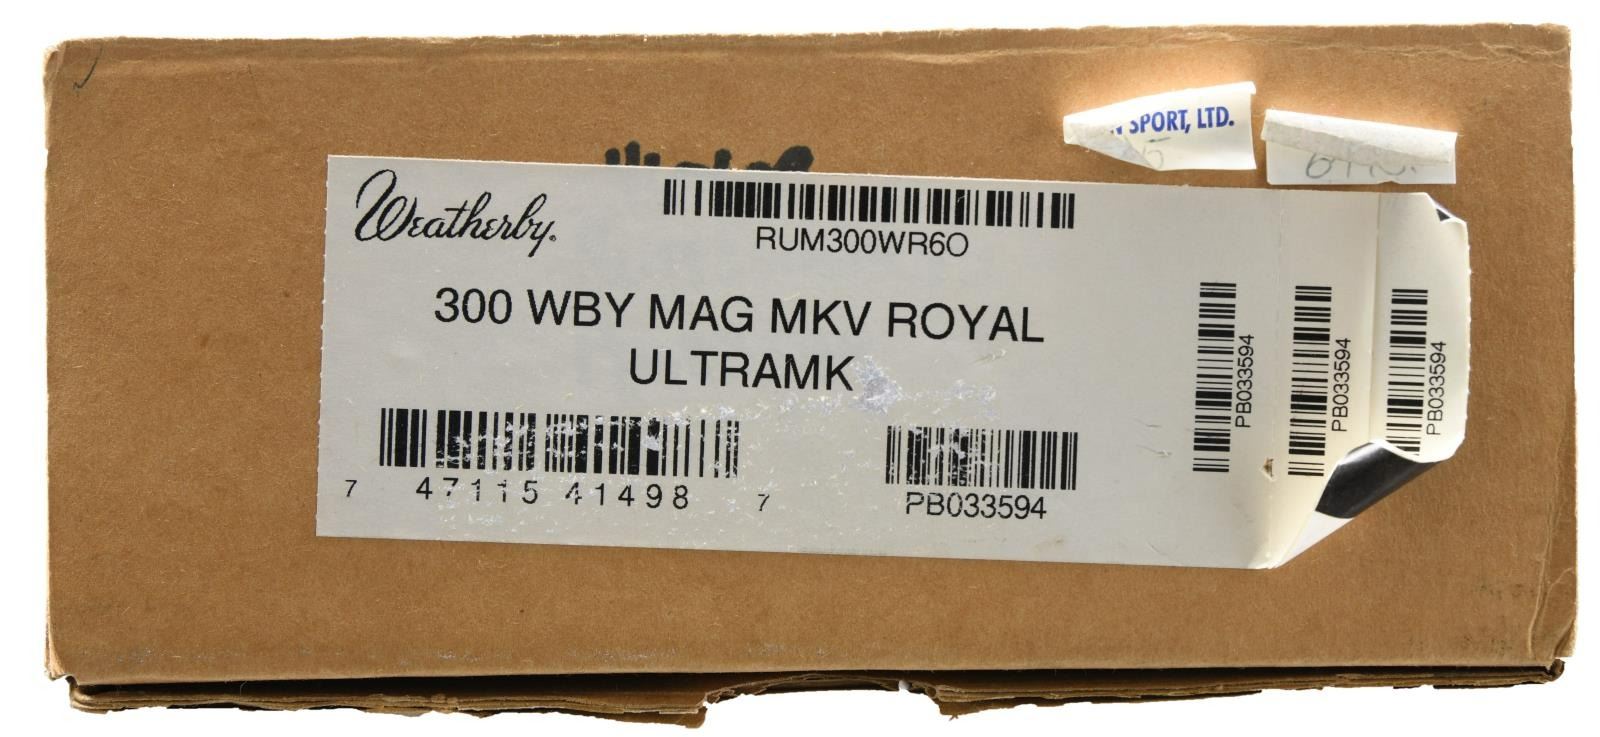 SPORT, LTD.
Weatherby®
RUM300WR6O
300 WBY MAG MKV ROYAL
ULTRAMK
7 47115 41498 7
PB033594
PB033594
PB033594
PB033594